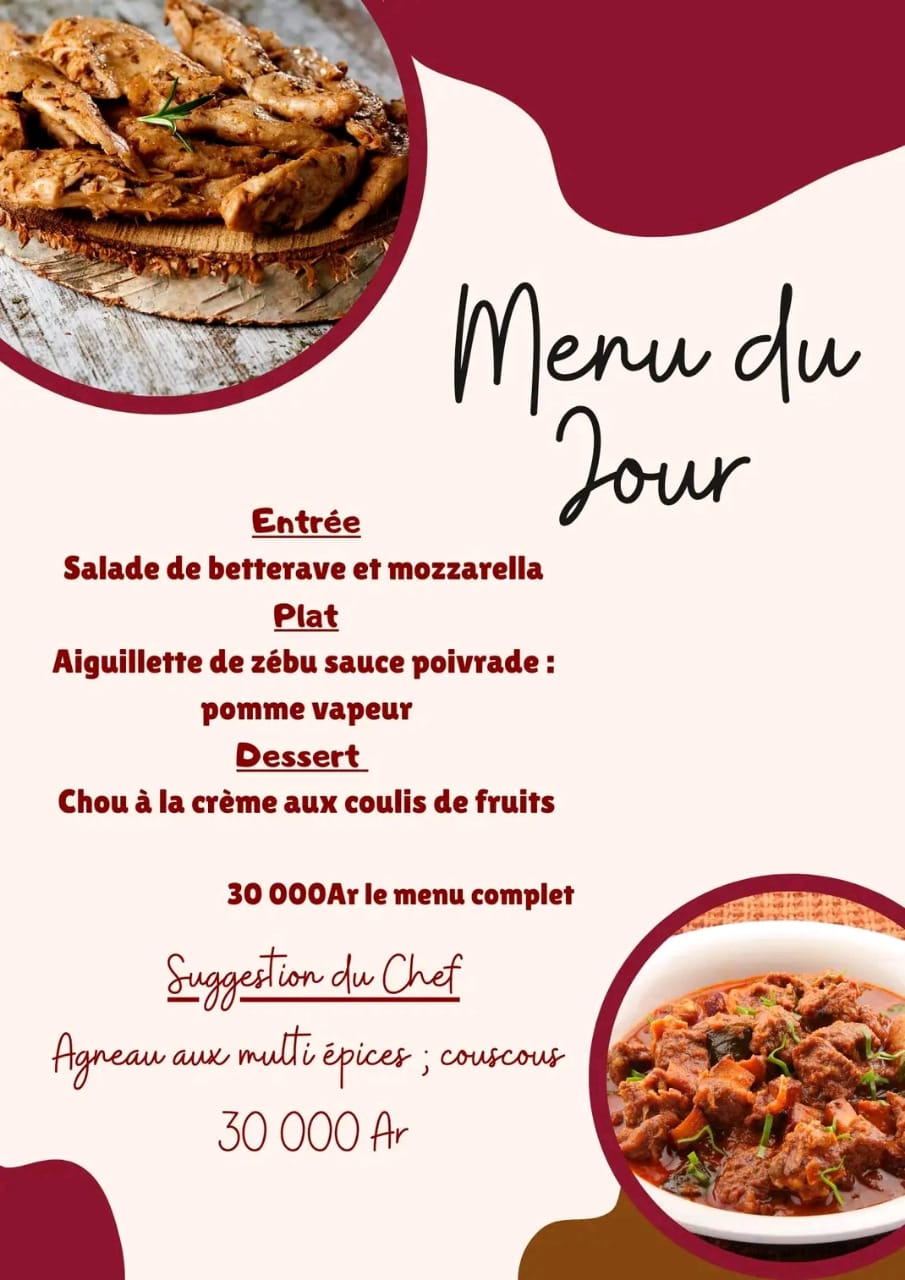 Menu du
Jour
Entrée
Salade de betterave et mozzarella
Plat
Aiguillette de zébu sauce poivrade :
pomme vapeur
Dessert
Chou à la crème aux coulis de fruits
30 000Ar le menu complet
Suggestion du Chef
Agneau aux multi épices ; couscous
30 000 Ar